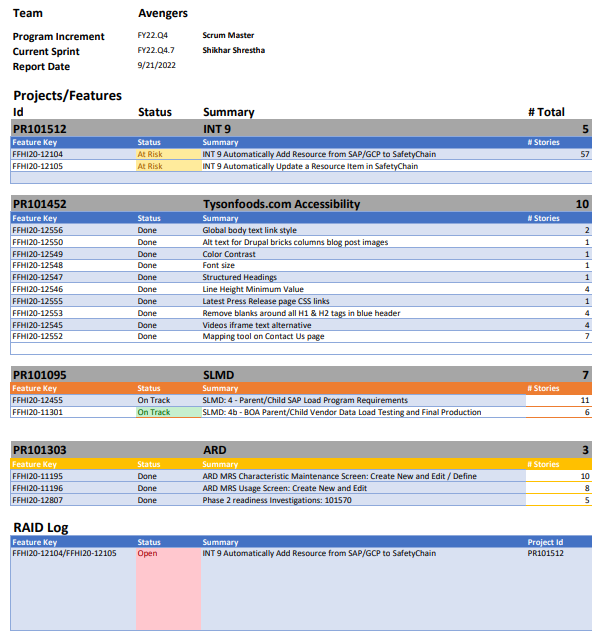 Team Avengers
Program Increment FY22.Q4 Scrum Master
Current Sprint FY22.Q4.7 Shikhar Shrestha
Report Date 9/21/2022
Projects/Features
Id Status Summary # Total
PR101512 INT 9 5
Feature Key Status Summary # Stories
FFHI20-12104 At Risk INT 9 Automatically Add Resource from SAP/GCP to SafetyChain 57
FFHI20-12105 At Risk INT 9 Automatically Update a Resource Item in SafetyChain
PR101452 Tysonfoods.com Accessibility 10
Feature Key Status Summary # Stories
FFHI20-12556 Done Global body text link style 2
FFHI20-12550 Done Alt text for Drupal bricks columns blog post images 1
FFHI20-12549 Done Color Contrast 1
FFHI20-12548 Done Font size 1
FFHI20-12547 Done Structured Headings 1
FFHI20-12546 Done Line Height Minimum Value 4
FFHI20-12555 Done Latest Press Release page CSS links 1
FFHI20-12553 Done Remove blanks around all H1 & H2 tags in blue header 4
FFHI20-12545 Done Videos iframe text alternative 4
FFHI20-12552 Done Mapping tool on Contact Us page 7
PR101095 SLMD 7
Feature Key Status Summary # Stories
FFHI20-12455 On Track SLMD: 4 - Parent/Child SAP Load Program Requirements 11
FFHI20-11301 On Track SLMD: 4b - BOA Parent/Child Vendor Data Load Testing and Final Production 6
PR101303 ARD 3
Feature Key Status Summary # Stories
FFHI20-11195 Done ARD MRS Characteristic Maintenance Screen: Create New and Edit / Define 10
FFHI20-11196 Done ARD MRS Usage Screen: Create New and Edit 8
FFHI20-12807 Done Phase 2 readiness Investigations: 101570 5
RAID Log
Feature Key Status Summary Project Id
FFHI20-12104/FFHI20-12105 Open INT 9 Automatically Add Resource from SAP/GCP to SafetyChain PR101512